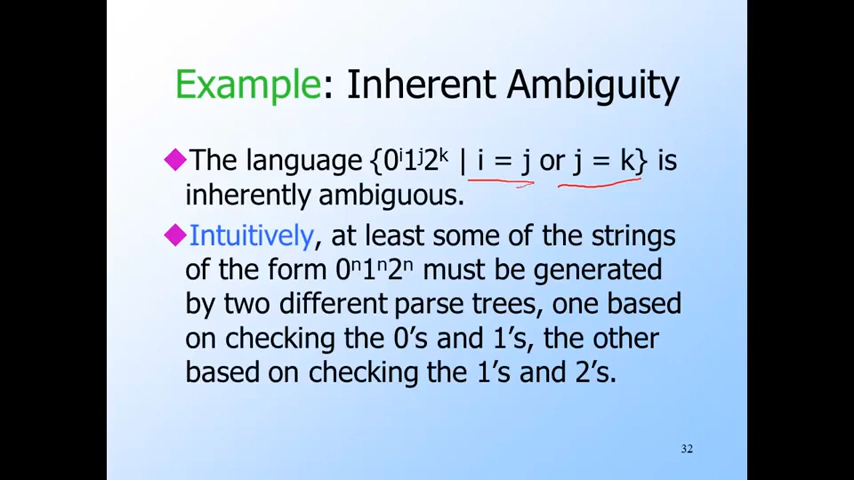 Example: Inherent Ambiguity
◆The language {0ⁱ1ʲ2ᵏ | i = j or j = k} is
inherently ambiguous.
◆Intuitively, at least some of the strings
of the form 0ⁿ1ⁿ2ⁿ must be generated
by two different parse trees, one based
on checking the 0’s and 1’s, the other
based on checking the 1’s and 2’s.
32